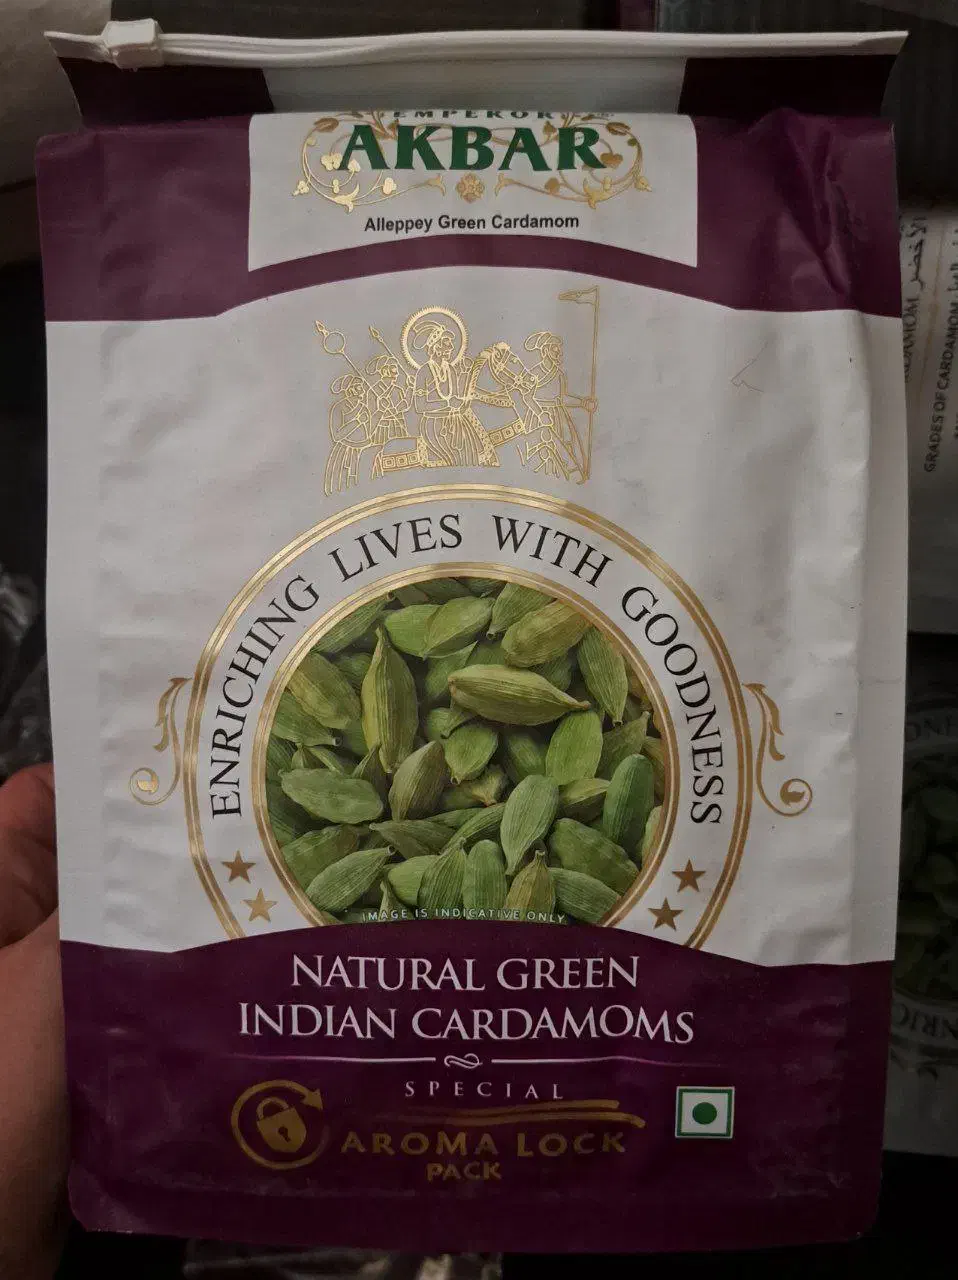 EMPEROR
AKBAR
Alleppey Green Cardamom
ENRICHING LIVES WITH GOODNESS
IMAGE IS INDICATIVE ONLY
NATURAL GREEN
INDIAN CARDAMOMS
SPECIAL
AROMA LOCK
PACK
GRADES OF CARDAMOM